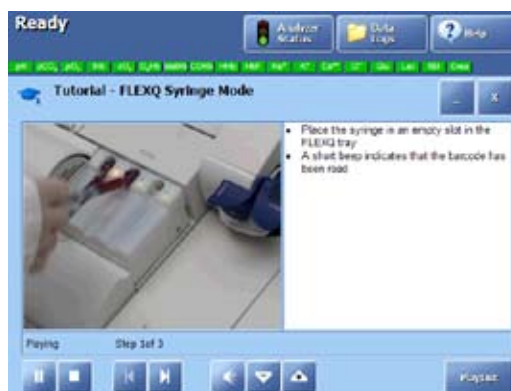 Ready
Analyzer Status
Data Logs
Help
Tutorial - FLEXQ Syringe Mode
Place the syringe in an empty slot in the FLEXQ tray
A short beep indicates that the barcode has been read
Playing
Step 1of 3
Playlist